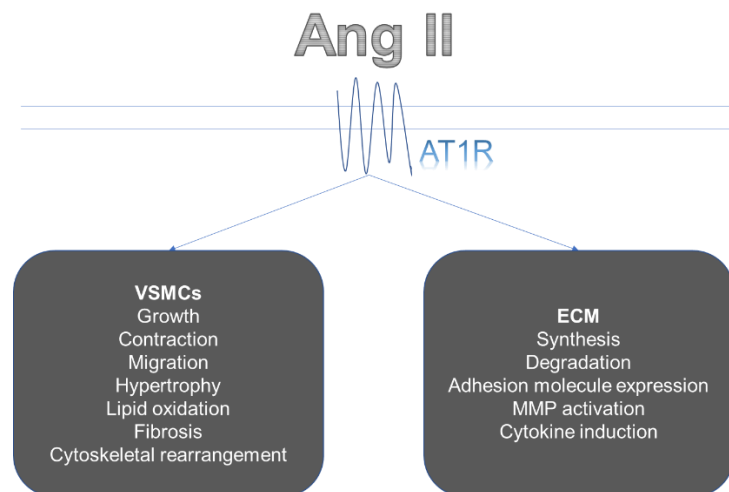 Ang II
AT1R
VSMCs
Growth
Contraction
Migration
Hypertrophy
Lipid oxidation
Fibrosis
Cytoskeletal rearrangement
ECM
Synthesis
Degradation
Adhesion molecule expression
MMP activation
Cytokine induction